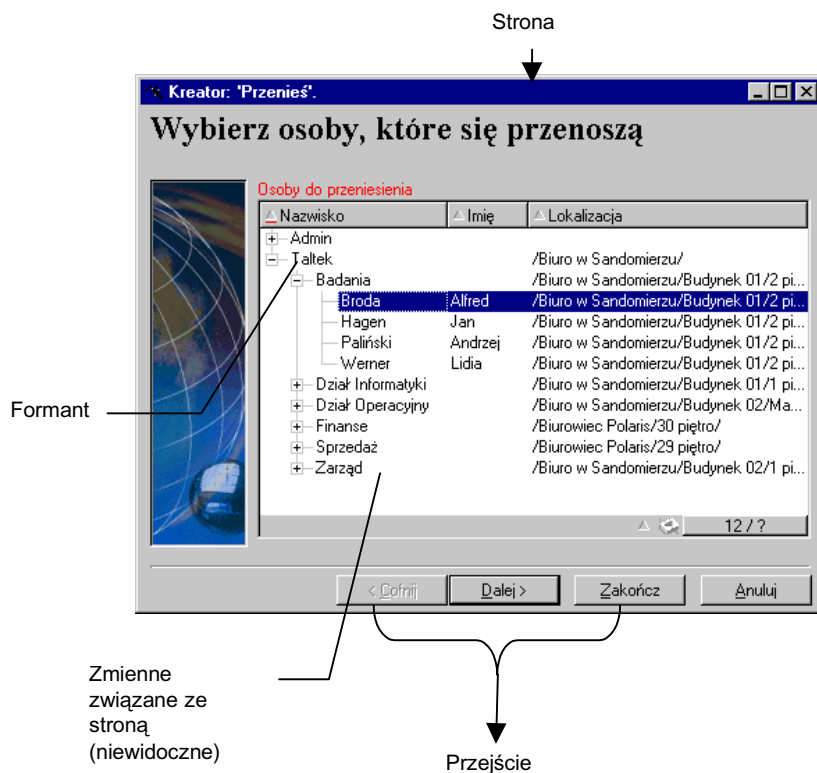 Strona
Kreator: 'Przenieś'.
Wybierz osoby, które się przenoszą
Osoby do przeniesienia
Nazwisko Imię Lokalizacja
Admin
Taltek /Biuro w Sandomierzu/
Badania /Biuro w Sandomierzu/Budynek 01/2 pi...
Broda Alfred /Biuro w Sandomierzu/Budynek 01/2 pi...
Hagen Jan /Biuro w Sandomierzu/Budynek 01/2 pi...
Paliński Andrzej /Biuro w Sandomierzu/Budynek 01/2 pi...
Werner Lidia /Biuro w Sandomierzu/Budynek 01/2 pi...
Dział Informatyki /Biuro w Sandomierzu/Budynek 01/1 pi...
Dział Operacyjny /Biuro w Sandomierzu/Budynek 02/Ma...
Finanse /Biurowiec Polaris/30 piętro/
Sprzedaż /Biurowiec Polaris/29 piętro/
Zarząd /Biuro w Sandomierzu/Budynek 02/1 pi...
Formant
12 / ?
< Cofnij Dalej > Zakończ Anuluj
Zmienne
związane ze
stroną
(niewidoczne)
Przejście